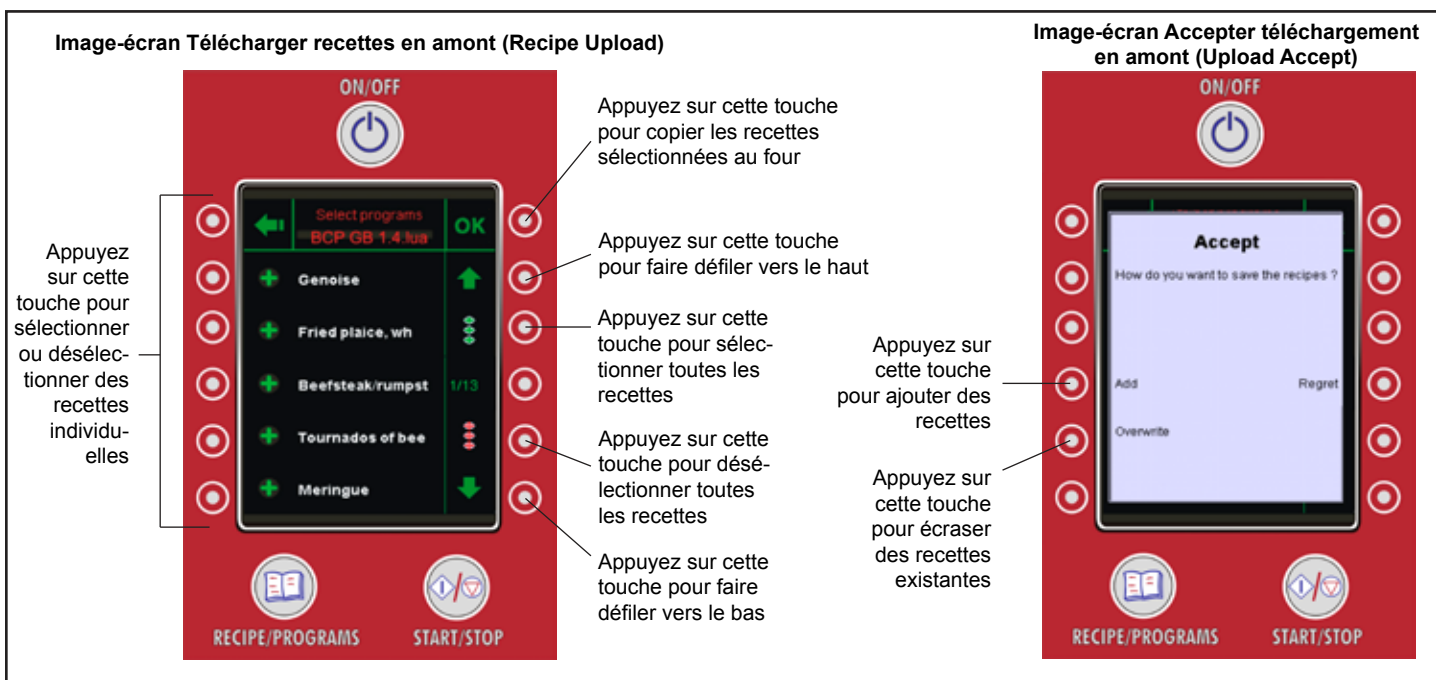 Image-écran Télécharger recettes en amont (Recipe Upload)
ON/OFF
Appuyez
sur cette
touche pour
sélectionner
ou désélec-
tionner des
recettes
individu-
elles
Select programs
BCP GB 1.4.lua
OK
Genoise
Fried plaice, wh
Beefsteak/rumpst
1/13
Tournados of bee
Meringue
RECIPE/PROGRAMS
START/STOP
Appuyez sur cette touche
pour copier les recettes
sélectionnées au four
Appuyez sur cette touche
pour faire défiler vers le haut
Appuyez sur cette
touche pour sélec-
tionner toutes les
recettes
Appuyez sur cette
touche pour désé-
lectionner toutes
les recettes
Appuyez sur cette
touche pour faire
défiler vers le bas
Image-écran Accepter téléchargement
en amont (Upload Accept)
ON/OFF
Accept
How do you want to save the recipes ?
Add
Regret
Overwrite
Appuyez sur
cette touche
pour ajouter des
recettes
Appuyez sur
cette touche
pour écraser
des recettes
existantes
RECIPE/PROGRAMS
START/STOP